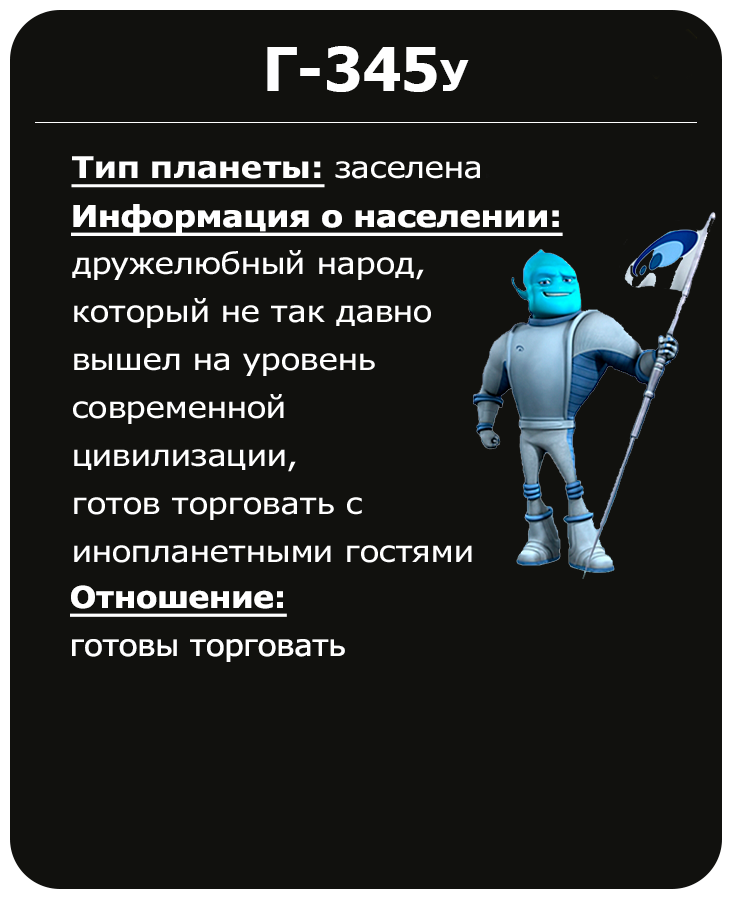 Г-345у
Тип планеты: заселена
Информация о населении:
дружелюбный народ,
который не так давно
вышел на уровень
современной
цивилизации,
готов торговать с
инопланетными гостями
Отношение:
готовы торговать